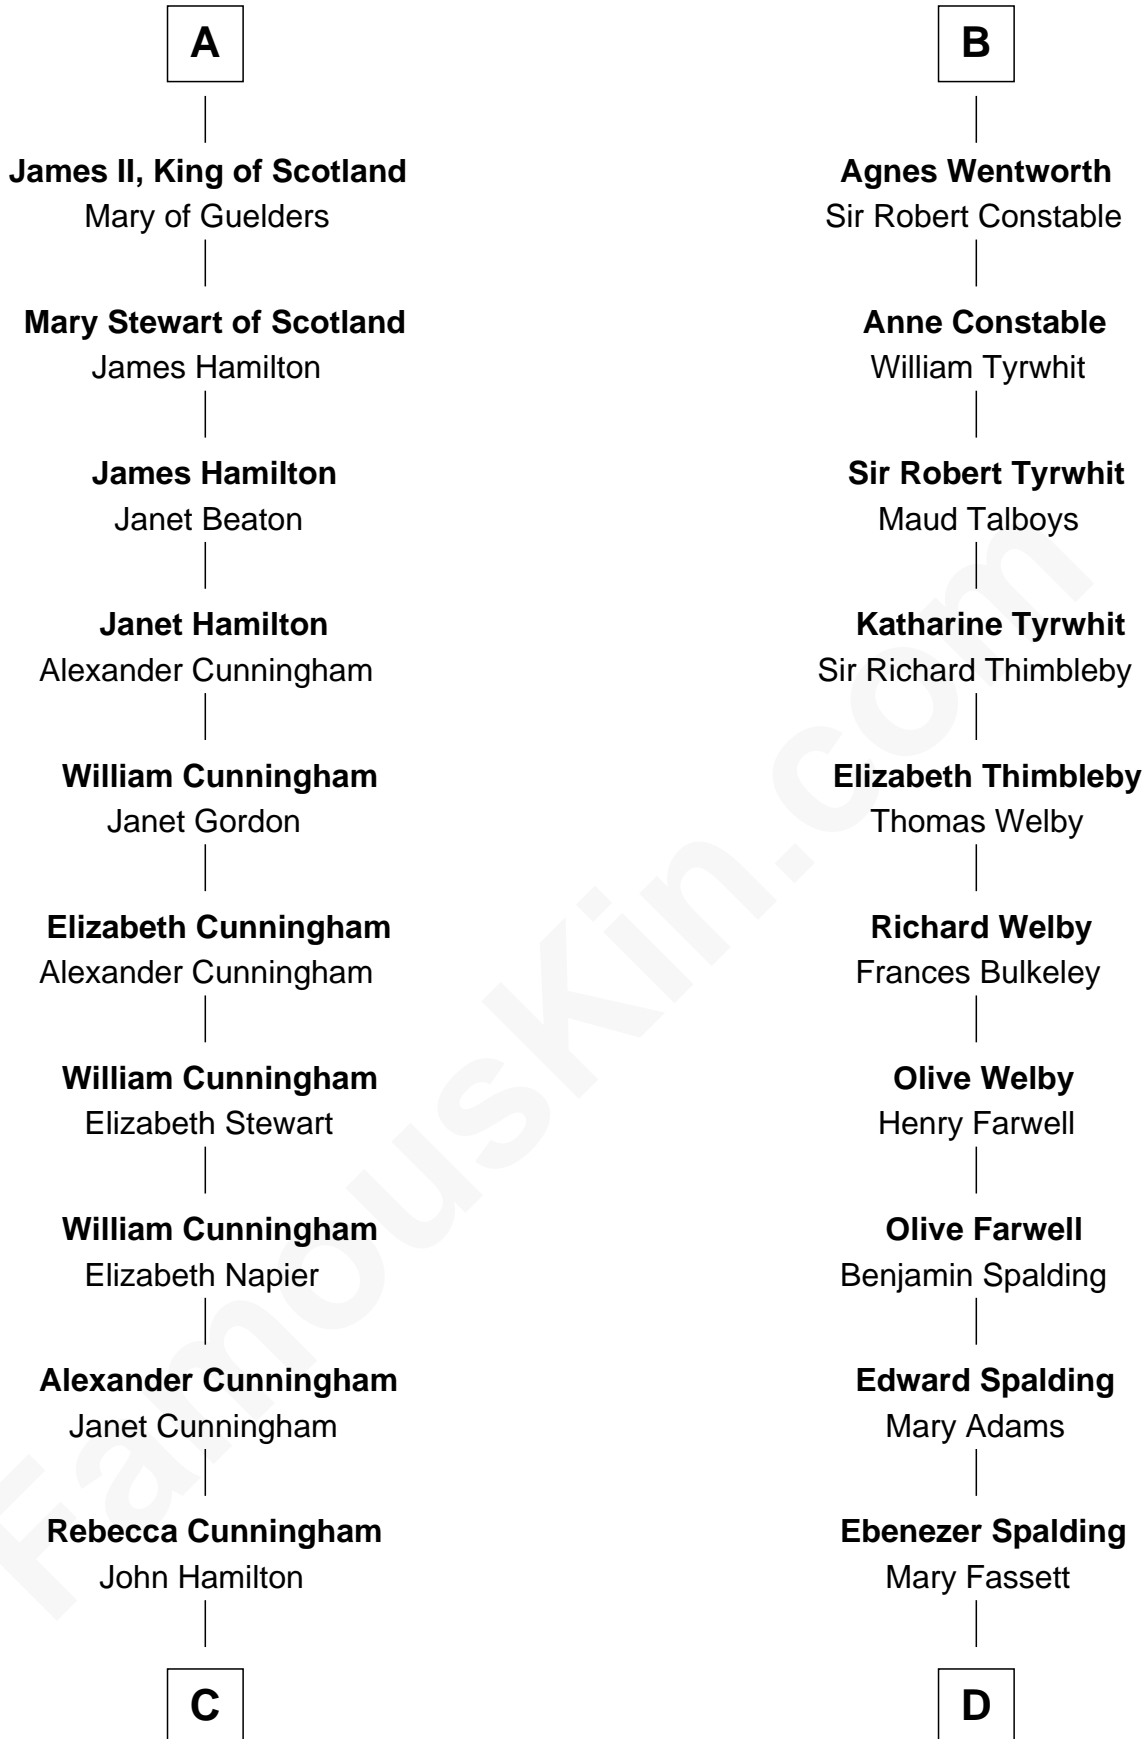 A
James II, King of Scotland
Mary of Guelders
Mary Stewart of Scotland
James Hamilton
James Hamilton
Janet Beaton
Janet Hamilton
Alexander Cunningham
William Cunningham
Janet Gordon
Elizabeth Cunningham
Alexander Cunningham
William Cunningham
Elizabeth Stewart
William Cunningham
Elizabeth Napier
Alexander Cunningham
Janet Cunningham
Rebecca Cunningham
John Hamilton
C
B
Agnes Wentworth
Sir Robert Constable
Anne Constable
William Tyrwhit
Sir Robert Tyrwhit
Maud Talboys
Katharine Tyrwhit
Sir Richard Thimbleby
Elizabeth Thimbleby
Thomas Welby
Richard Welby
Frances Bulkeley
Olive Welby
Henry Farwell
Olive Farwell
Benjamin Spalding
Edward Spalding
Mary Adams
Ebenezer Spalding
Mary Fassett
D
FamousKin.com